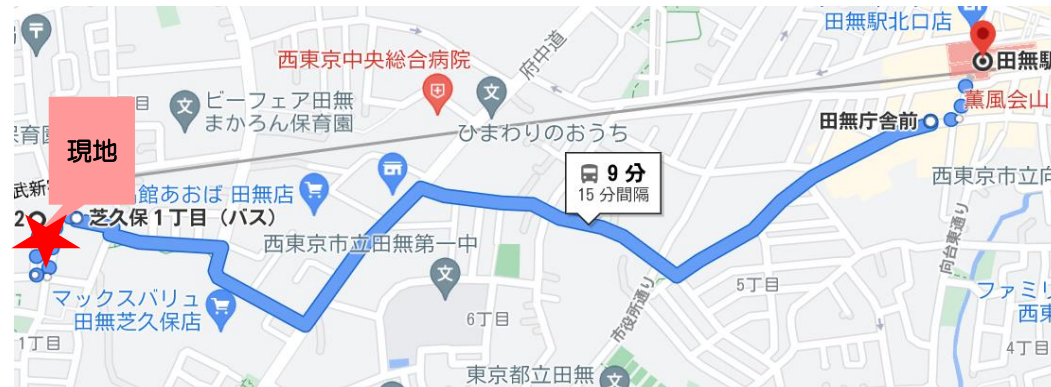 田無駅北口店
田無駅
薫風会山
府中道
西東京中央総合病院
ビーフェア田無
まかろん保育園
保育園
ひまわりのおうち
田無庁舎前
現地
9 分
15 分間隔
西東京市立向
武新
館あおば 田無店
2
芝久保1丁目（バス）
西東京市立田無第一中
向台東通り
5丁目
マックスバリュ
田無芝久保店
市役所通り
ファミリ
西東
6丁目
1丁目
4丁目
東京都立田無